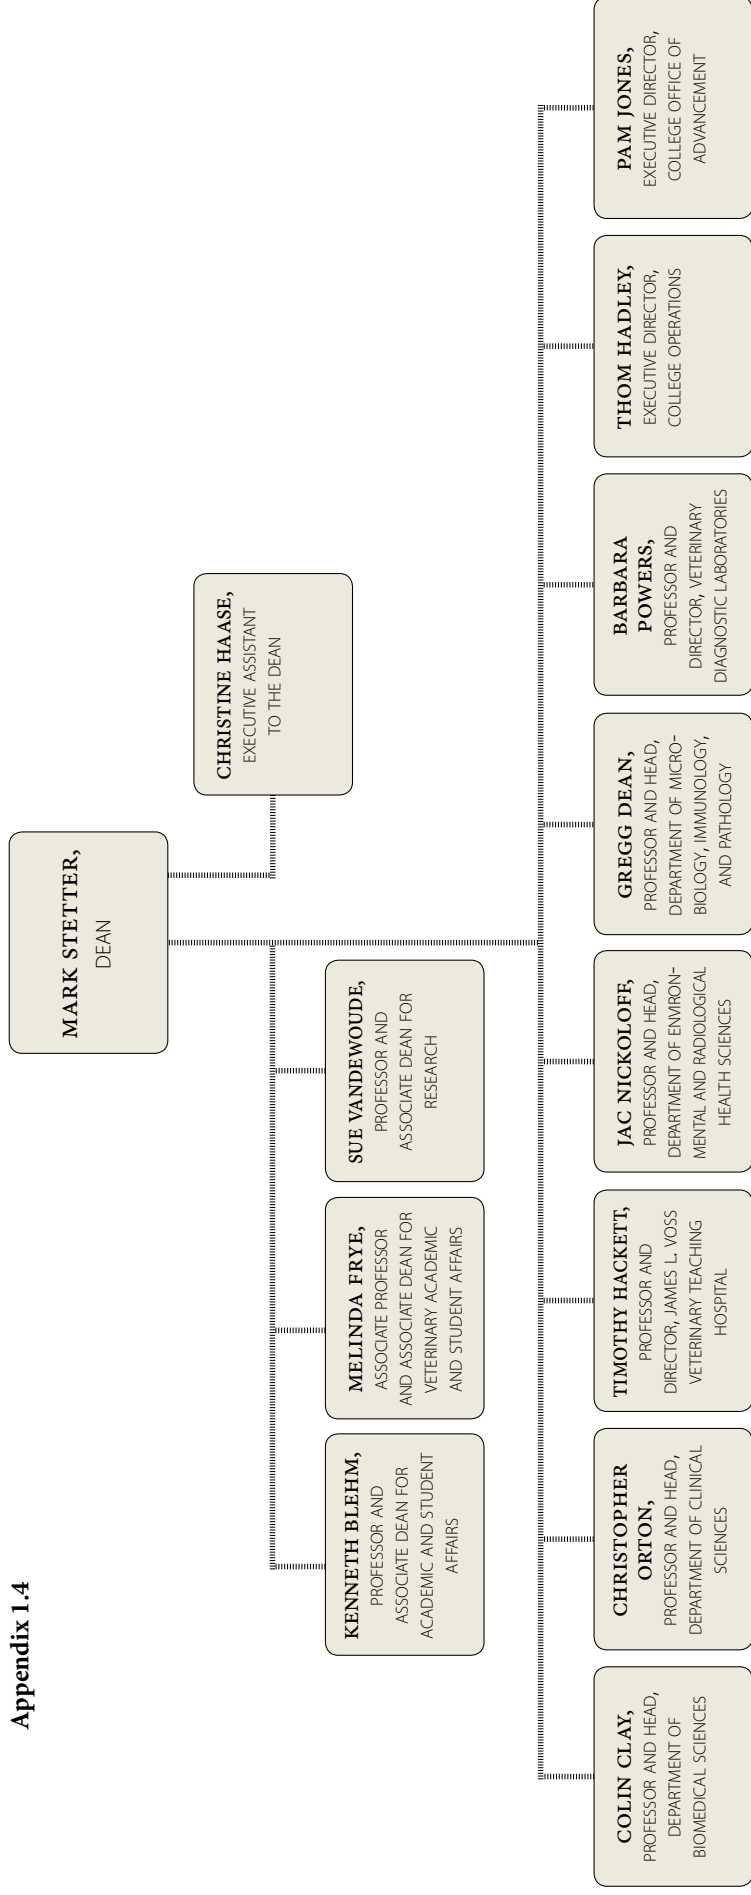 Appendix 1.4
MARK STETTER,
DEAN
CHRISTINE HAASE,
EXECUTIVE ASSISTANT
TO THE DEAN
KENNETH BLEHM,
PROFESSOR AND
ASSOCIATE DEAN FOR
ACADEMIC AND STUDENT
AFFAIRS
MELINDA FRYE,
ASSOCIATE PROFESSOR
AND ASSOCIATE DEAN FOR
VETERINARY ACADEMIC
AND STUDENT AFFAIRS
SUE VANDEWOUDE,
PROFESSOR AND
ASSOCIATE DEAN FOR
RESEARCH
COLIN CLAY,
PROFESSOR AND HEAD,
DEPARTMENT OF
BIOMEDICAL SCIENCES
CHRISTOPHER
ORTON,
PROFESSOR AND HEAD,
DEPARTMENT OF CLINICAL
SCIENCES
TIMOTHY HACKETT,
PROFESSOR AND
DIRECTOR, JAMES L. VOSS
VETERINARY TEACHING
HOSPITAL
JAC NICKOLOFF,
PROFESSOR AND HEAD,
DEPARTMENT OF ENVIRON-
MENTAL AND RADIOLOGICAL
HEALTH SCIENCES
GREGG DEAN,
PROFESSOR AND HEAD,
DEPARTMENT OF MICRO-
BIOLOGY, IMMUNOLOGY,
AND PATHOLOGY
BARBARA
POWERS,
PROFESSOR AND
DIRECTOR, VETERINARY
DIAGNOSTIC LABORATORIES
THOM HADLEY,
EXECUTIVE DIRECTOR,
COLLEGE OPERATIONS
PAM JONES,
EXECUTIVE DIRECTOR,
COLLEGE OFFICE OF
ADVANCEMENT